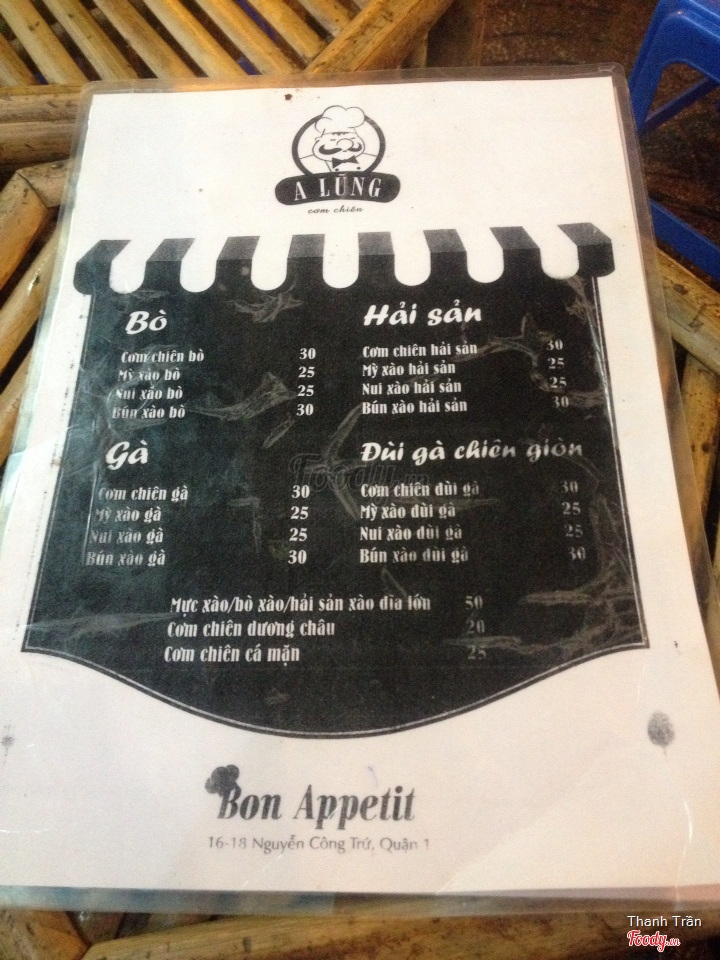 A LŨNG
cơm chiên
Bò
Cơm chiên bò 30
Mỳ xào bò 25
Nui xào bò 25
Bún xào bò 30
Hải sản
Cơm chiên hải sản 30
Mỳ xào hải sản 25
Nui xào hải sản 25
Bún xào hải sản 30
Gà
Cơm chiên gà 30
Mỳ xào gà 25
Nui xào gà 25
Bún xào gà 30
Đùi gà chiên giòn
Cơm chiên đùi gà 30
Mỳ xào đùi gà 25
Nui xào đùi gà 25
Bún xào đùi gà 30
Mực xào/bò xào/hải sản xào đĩa lớn 50
Cơm chiên dương châu 20
Cơm chiên cá mặn 25
Bon Appetit
16-18 Nguyễn Công Trứ, Quận 1
Thanh Trần
Foody.vn